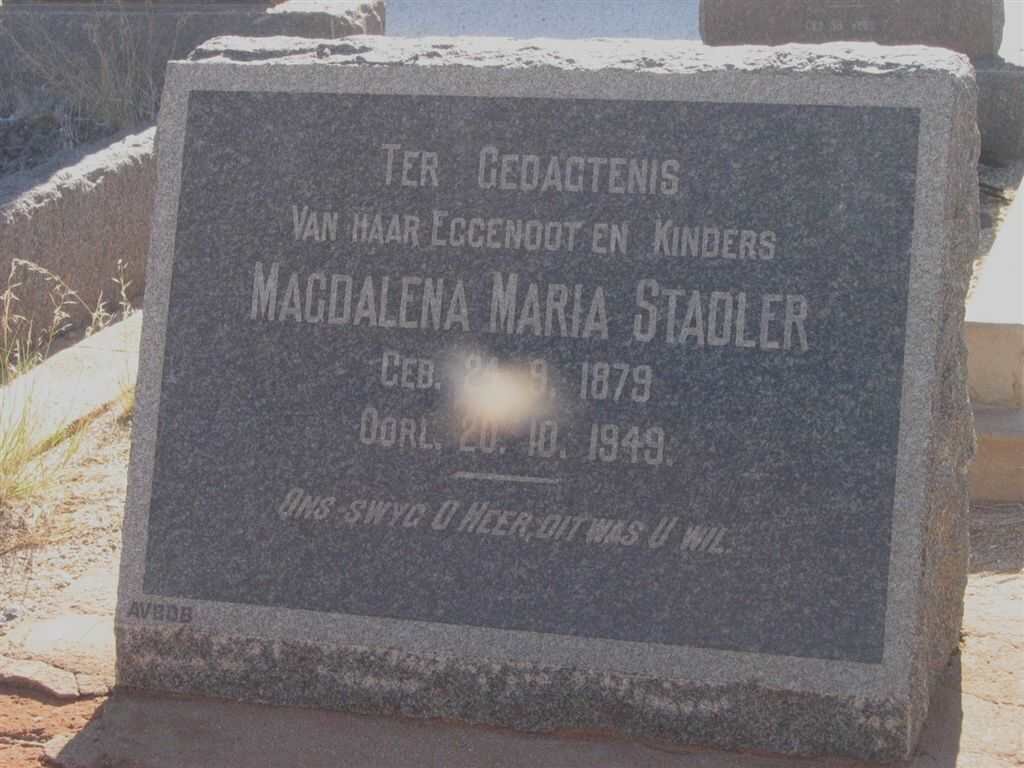 TER GEDAGTENIS
VAN HAAR EGGENOOT EN KINDERS
MAGDALENA MARIA STADLER
GEB. 9. 1879
OORL. 20. 10. 1949.
ONS SWYG O HEER, DIT WAS U WIL.
AVBOB